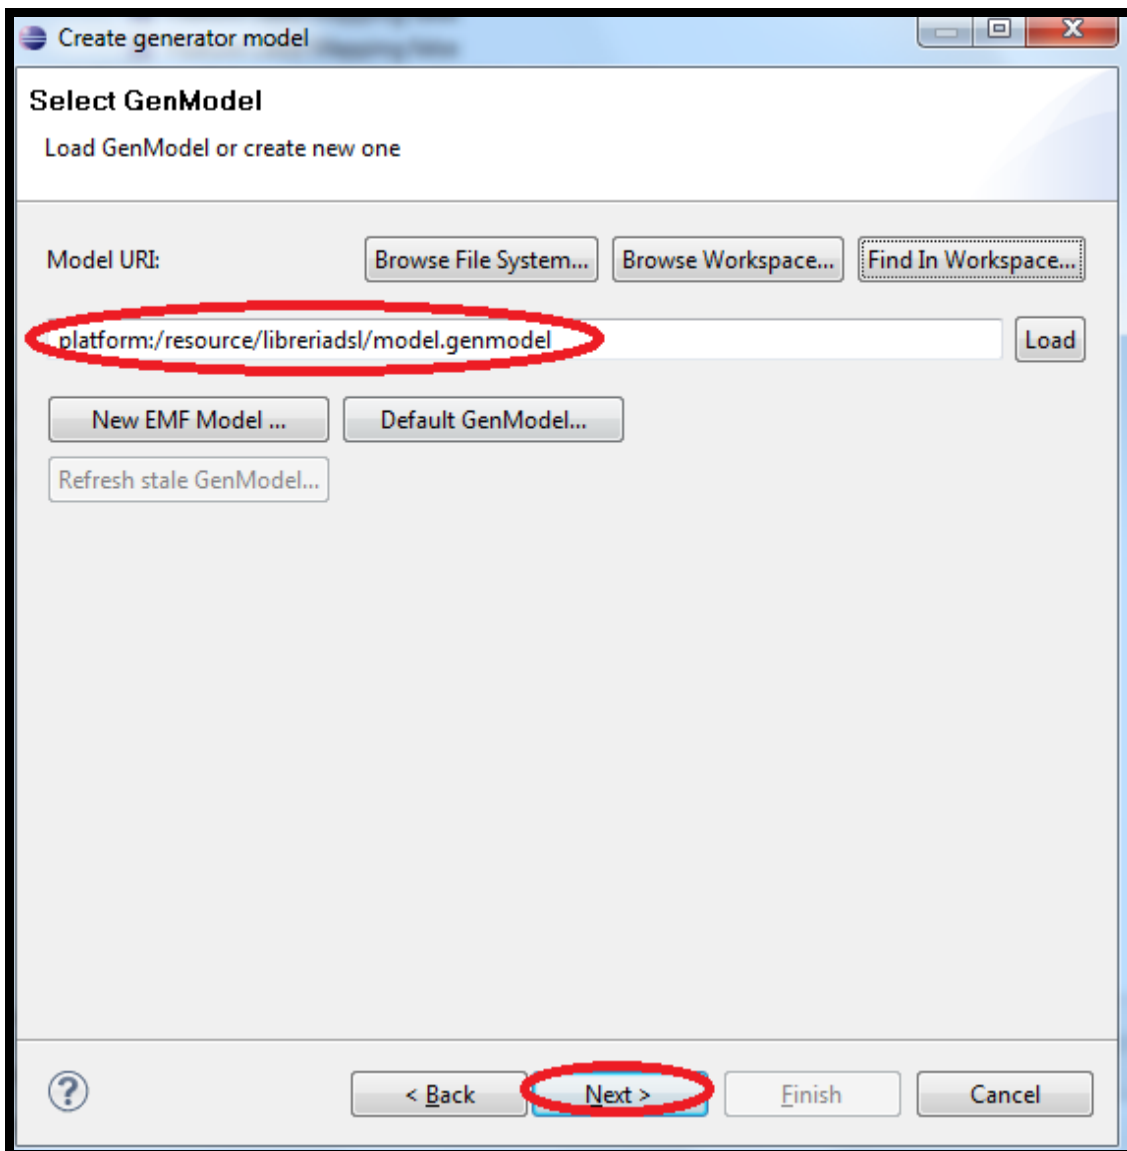 Create generator model
Select GenModel
Load GenModel or create new one
Model URI: Browse File System... Browse Workspace... Find In Workspace...
platform:/resource/libreriadsl/model.genmodel Load
New EMF Model ... Default GenModel...
Refresh stale GenModel...
< Back Next > Finish Cancel